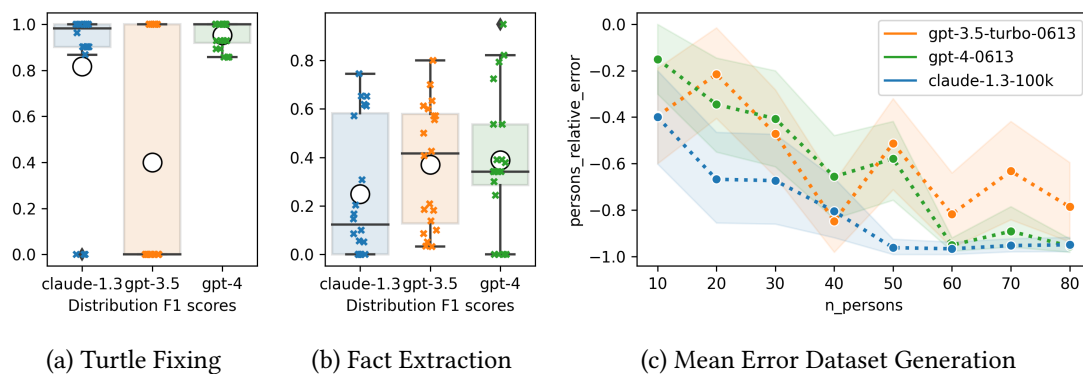 1.0
0.8
0.6
0.4
0.2
0.0
claude-1.3 gpt-3.5 gpt-4
Distribution F1 scores
(a) Turtle Fixing
1.0
0.8
0.6
0.4
0.2
0.0
claude-1.3 gpt-3.5 gpt-4
Distribution F1 scores
(b) Fact Extraction
persons_relative_error
0.0
−0.2
−0.4
−0.6
−0.8
−1.0
gpt-3.5-turbo-0613
gpt-4-0613
claude-1.3-100k
10 20 30 40 50 60 70 80
n_persons
(c) Mean Error Dataset Generation